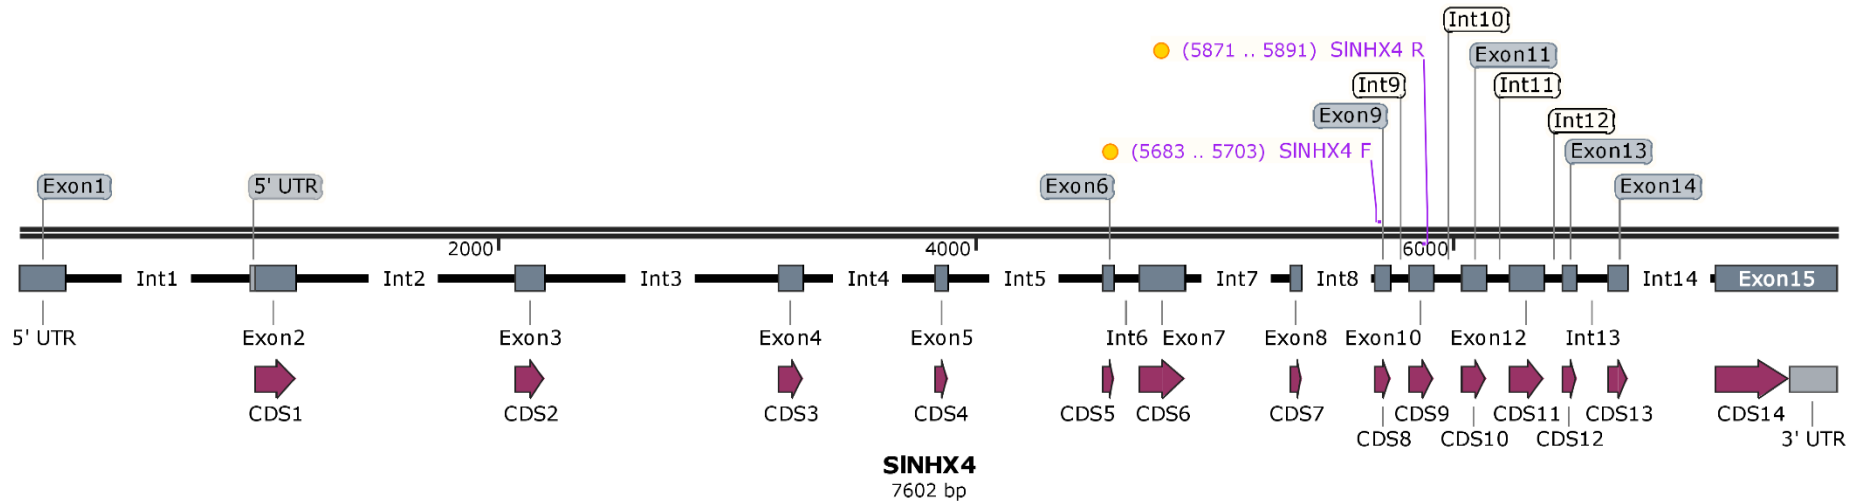 Int10
(5871 .. 5891) SlNHX4 R
Exon11
Int9
Int11
Exon9
Int12
(5683 .. 5703) SlNHX4 F
Exon13
Exon1
5' UTR
Exon6
Exon14
2000
4000
6000
Int1
Int2
Int3
Int4
Int5
Int7
Int8
Int14
Exon15
5' UTR
Exon2
Exon3
Exon4
Exon5
Int6
Exon7
Exon8
Exon10
Exon12
Int13
CDS1
CDS2
CDS3
CDS4
CDS5
CDS6
CDS7
CDS9
CDS11
CDS13
CDS14
CDS8
CDS10
CDS12
3' UTR
SlNHX4
7602 bp